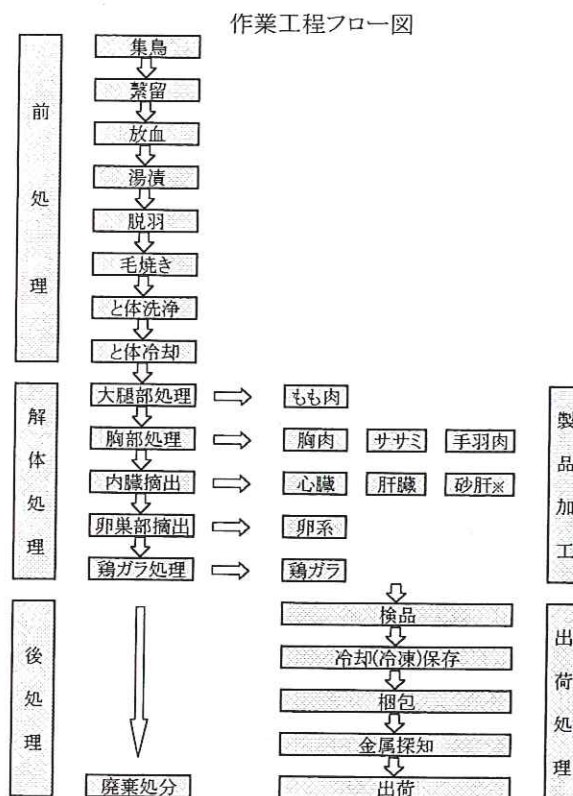 作業工程フロー図
前処理
集鳥
繋留
放血
湯漬
脱羽
毛焼き
と体洗浄
と体冷却
解体処理
大腿部処理
もも肉
胸部処理
胸肉 ササミ 手羽肉
内臓摘出
心臓 肝臓 砂肝※
卵巣部摘出
卵系
鶏ガラ処理
鶏ガラ
製品加工
後処理
廃棄処分
検品
冷却(冷凍)保存
梱包
金属探知
出荷
出荷処理